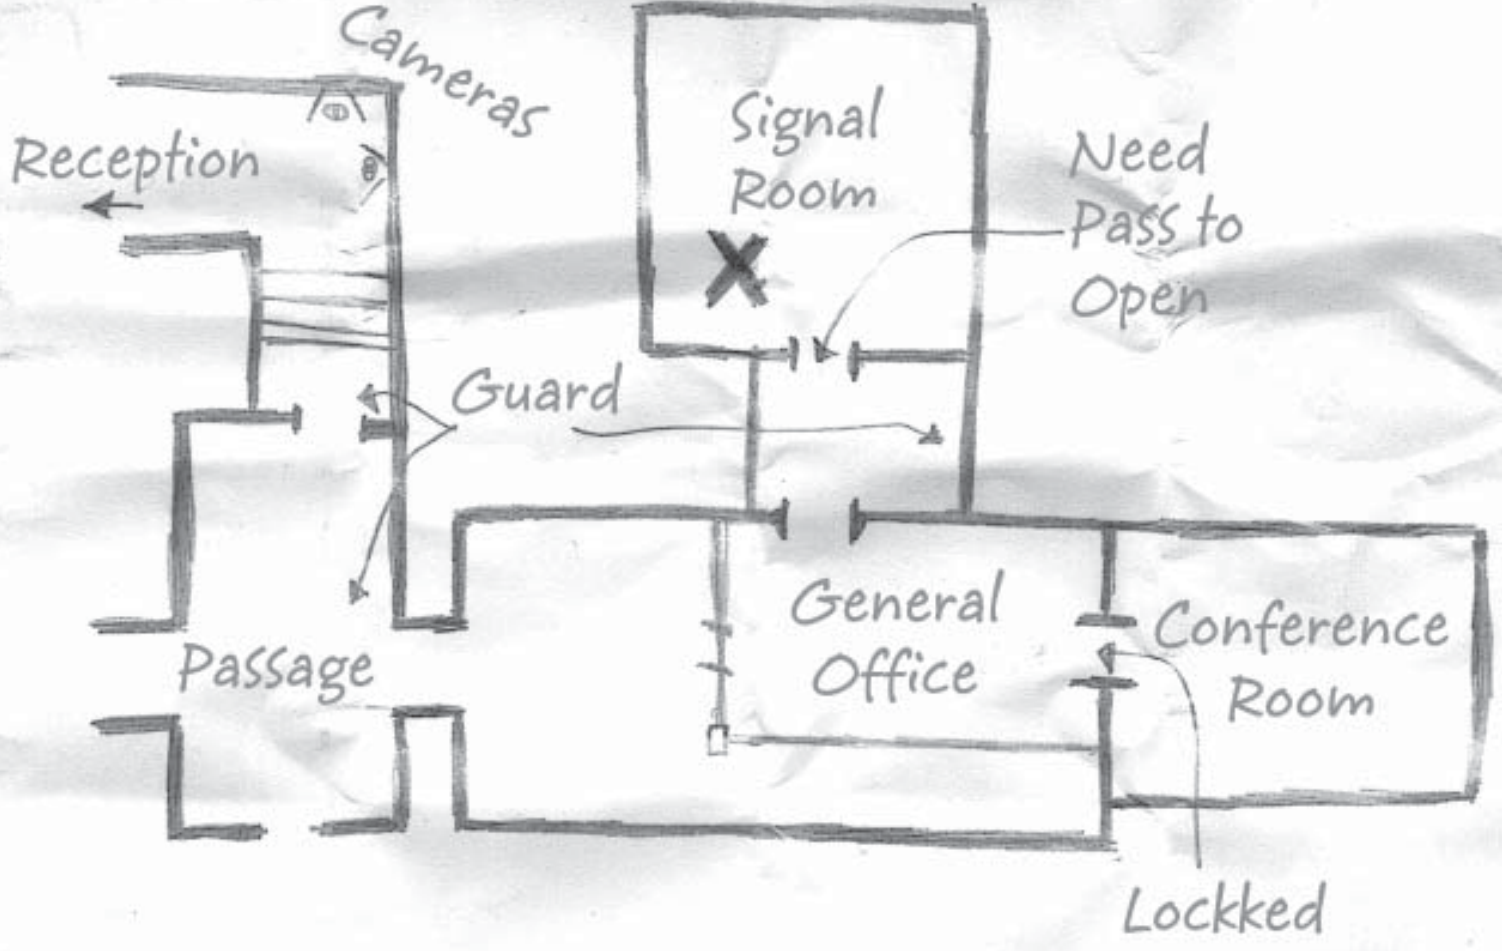 Cameras
Reception
Signal
Room
Need
Pass to
Open
Guard
General
Office
Conference
Room
Passage
Lockked